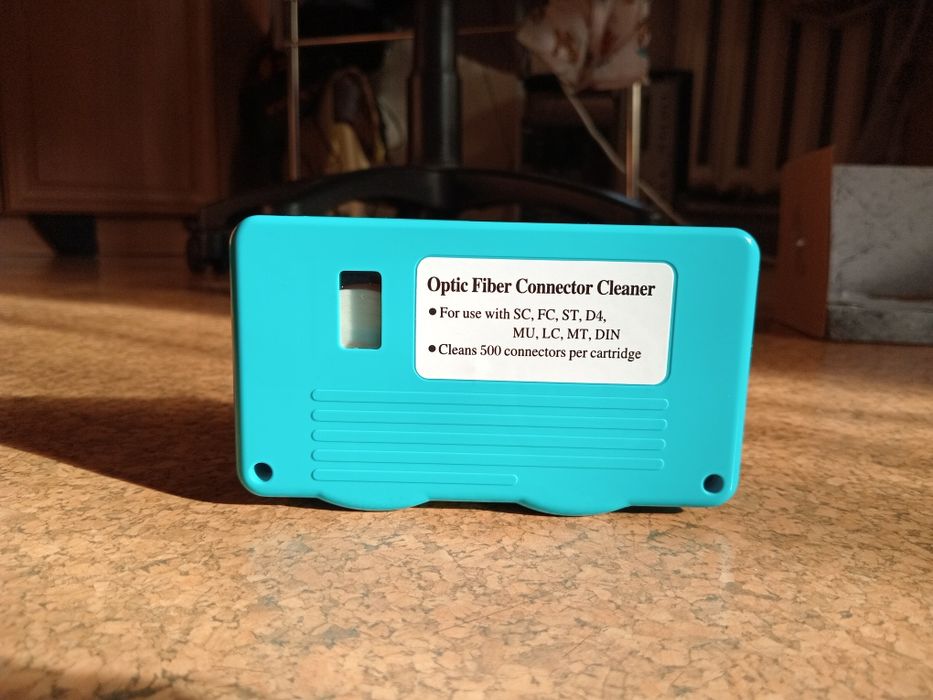 Optic Fiber Connector Cleaner
● For use with SC, FC, ST, D4,
MU, LC, MT, DIN
● Cleans 500 connectors per cartridge